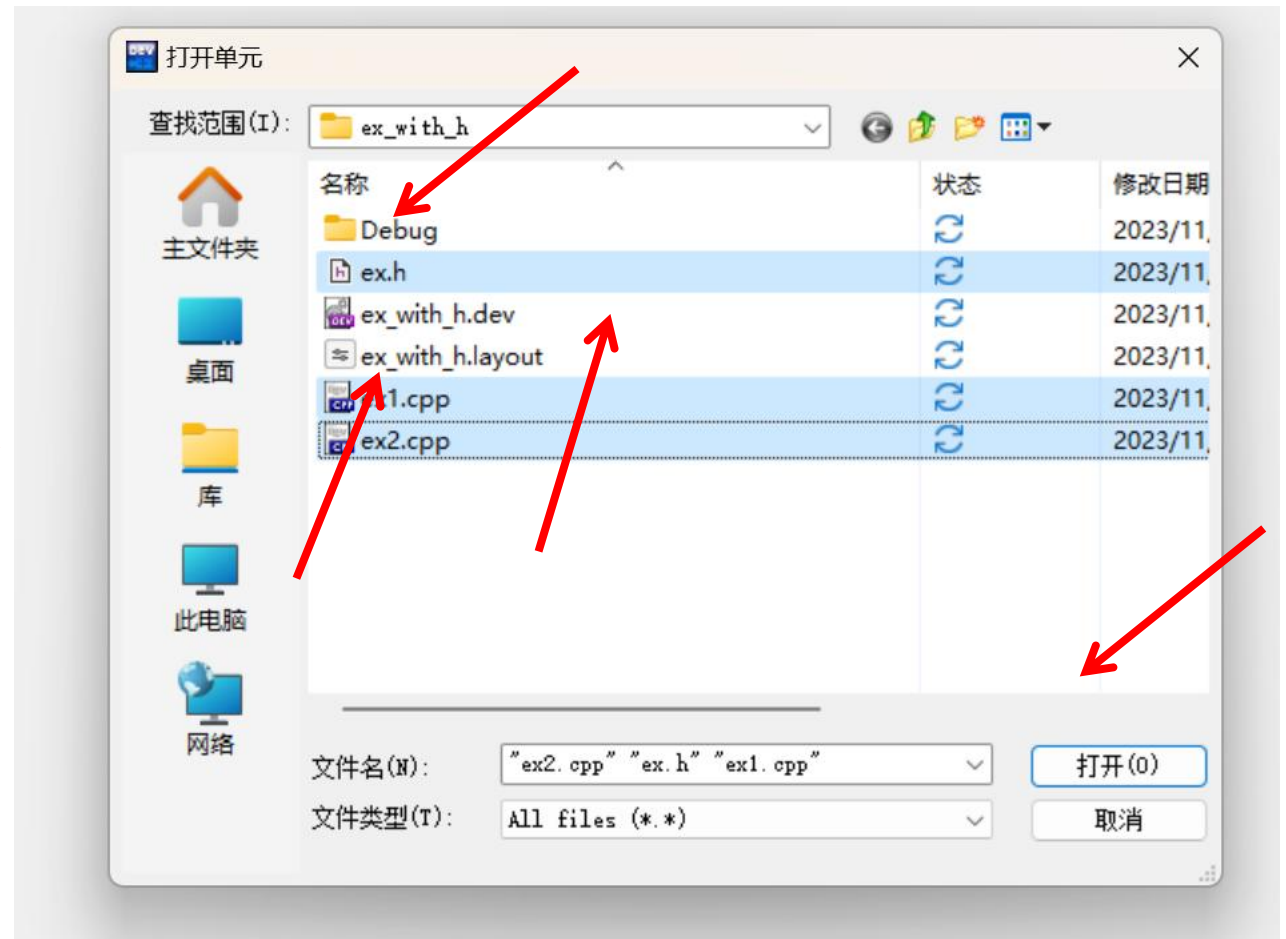 打开单元
查找范围(I): ex_with_h
名称 状态 修改日期
Debug 2023/11,
ex.h 2023/11,
ex_with_h.dev 2023/11,
ex_with_h.layout 2023/11,
ex1.cpp 2023/11,
ex2.cpp 2023/11,
主文件夹
桌面
库
此电脑
网络
文件名(N): "ex2.cpp" "ex.h" "ex1.cpp" 打开(O)
文件类型(T): All files (*.*) 取消